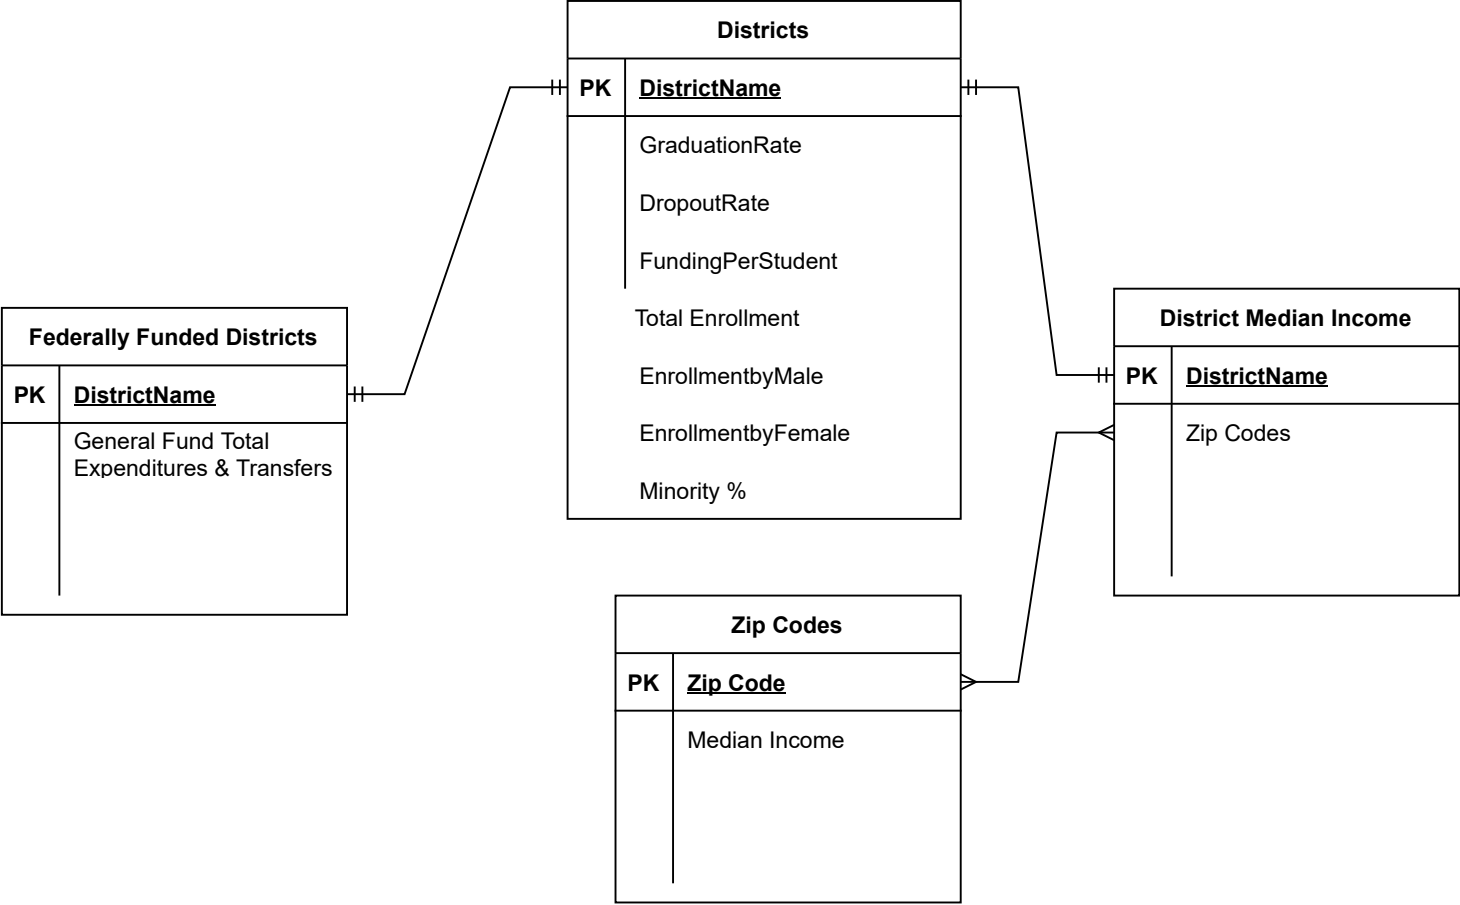 Districts
PK DistrictName
GraduationRate
DropoutRate
FundingPerStudent
Total Enrollment
EnrollmentbyMale
EnrollmentbyFemale
Minority %
Federally Funded Districts
PK DistrictName
General Fund Total
Expenditures & Transfers
District Median Income
PK DistrictName
Zip Codes
Zip Codes
PK Zip Code
Median Income